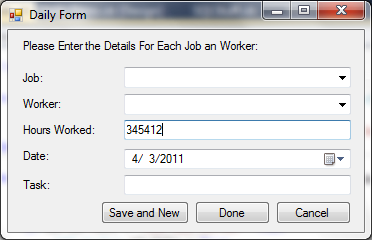 Daily Form
Please Enter the Details For Each Job an Worker:
Job:
Worker:
Hours Worked: 345412
Date: 4/ 3/2011
Task:
Save and New Done Cancel